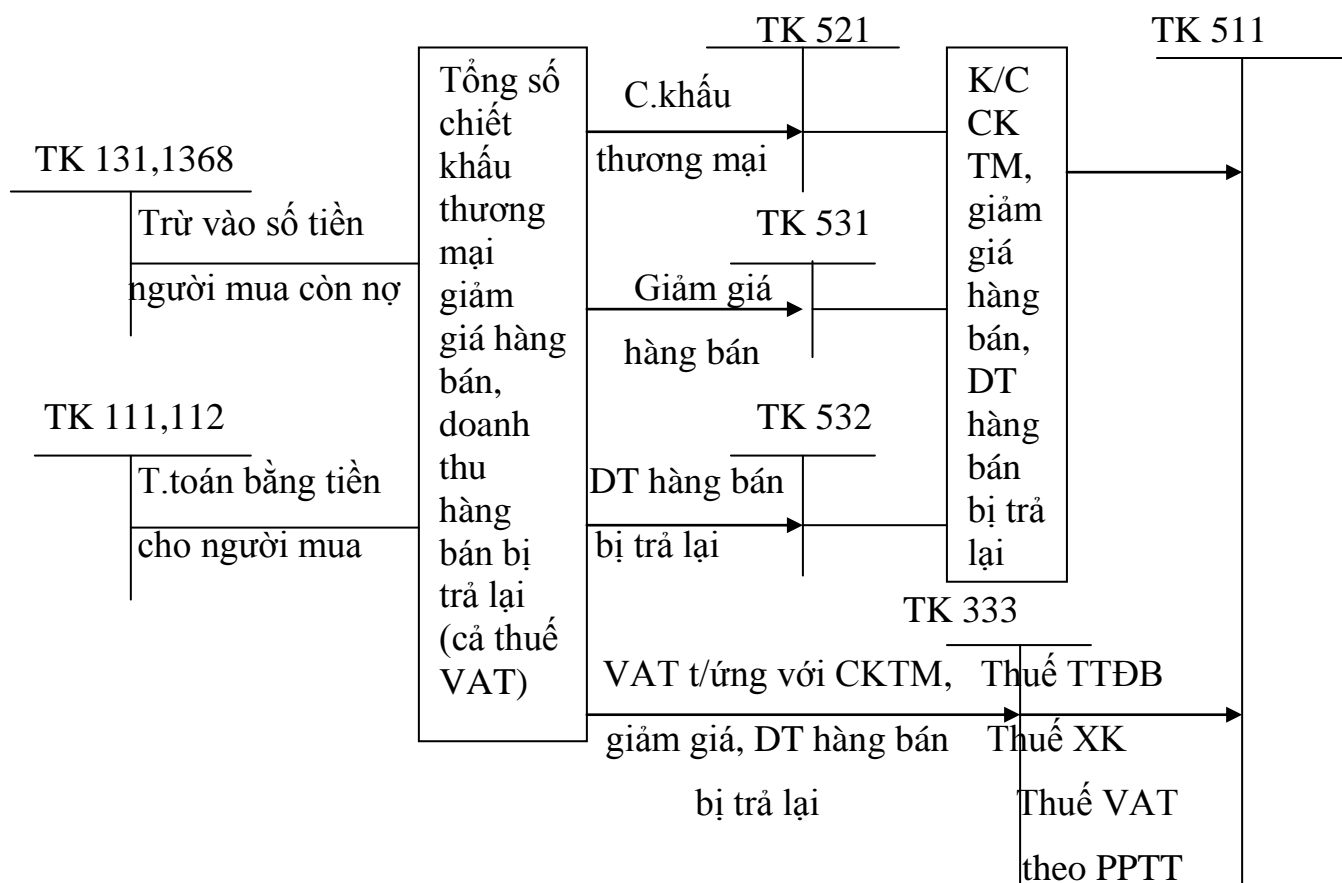 TK 131,1368
Trừ vào số tiền
người mua còn nợ
TK 111,112
T.toán bằng tiền
cho người mua
Tổng số
chiết
khấu
thương
mại
giảm
giá hàng
bán,
doanh
thu
hàng
bán bị
trả lại
(cả thuế
VAT)
TK 521
C.khấu
thương mại
TK 531
Giảm giá
hàng bán
TK 532
DT hàng bán
bị trả lại
K/C
CK
TM,
giảm
giá
hàng
bán,
DT
hàng
bán
bị trả
lại
TK 511
TK 333
VAT t/ứng với CKTM,
giảm giá, DT hàng bán
bị trả lại
Thuế TTĐB
Thuế XK
Thuế VAT
theo PPTT